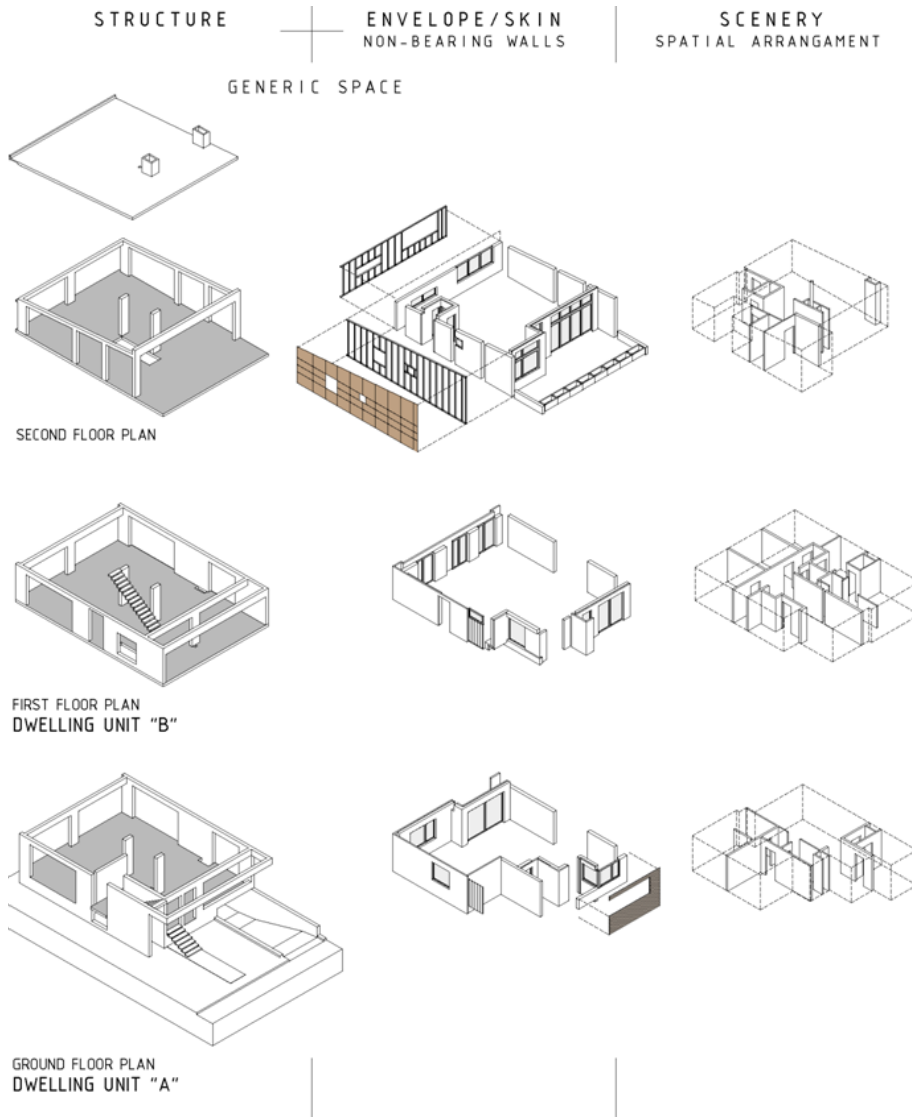 STRUCTURE
ENVELOPE/SKIN
NON-BEARING WALLS
SCENERY
SPATIAL ARRANGAMENT
GENERIC SPACE
SECOND FLOOR PLAN
FIRST FLOOR PLAN
DWELLING UNIT "B"
GROUND FLOOR PLAN
DWELLING UNIT "A"